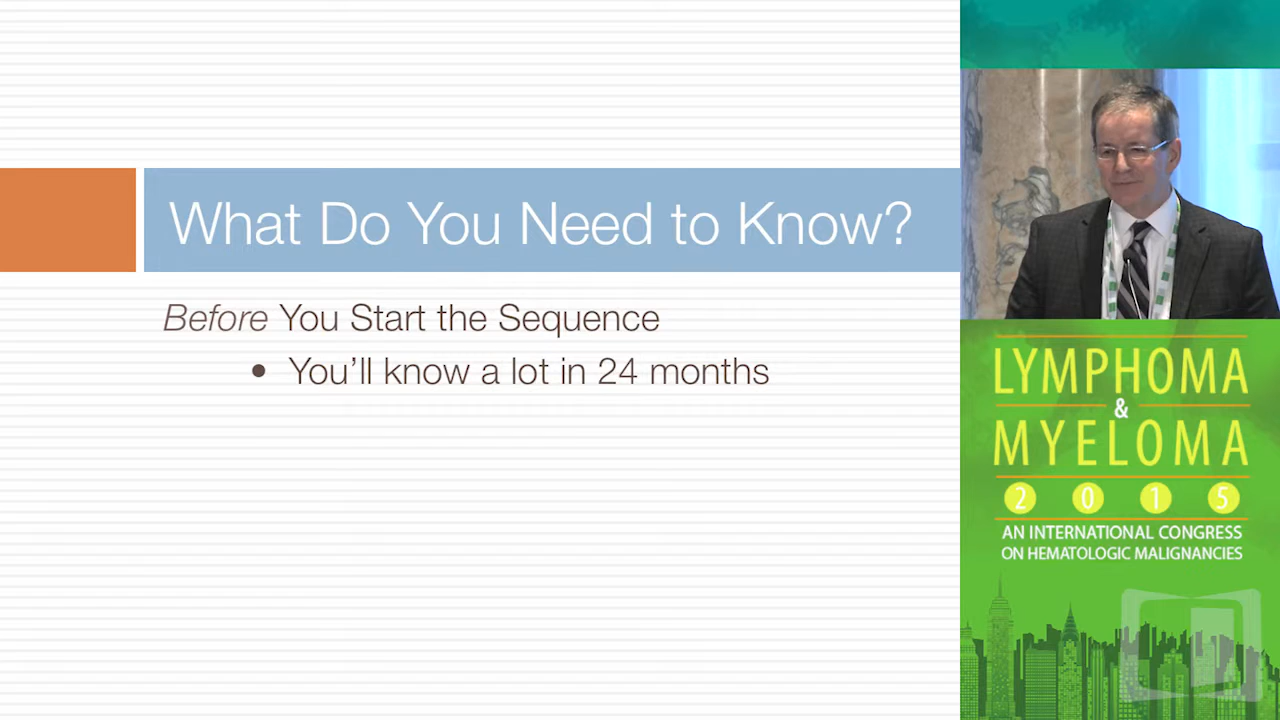 What Do You Need to Know?
Before You Start the Sequence
• You'll know a lot in 24 months
LYMPHOMA
&
MYELOMA
2 0 1 5
AN INTERNATIONAL CONGRESS
ON HEMATOLOGIC MALIGNANCIES